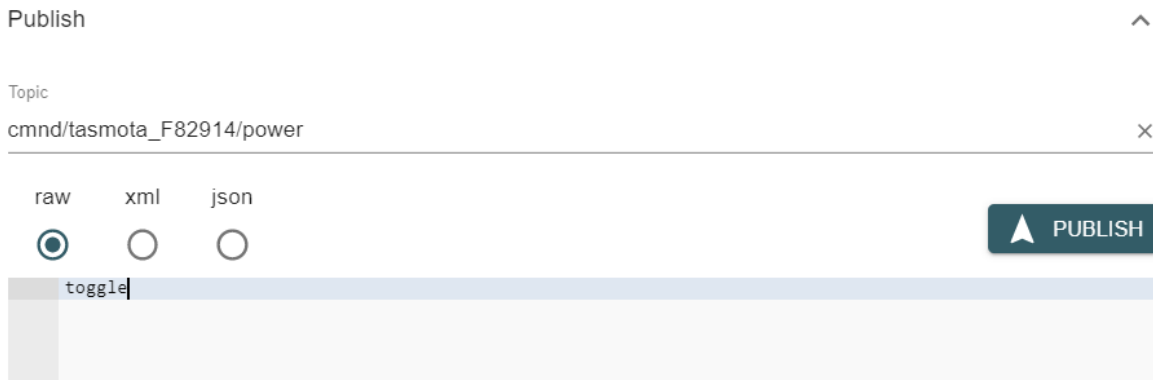 Publish
Topic
cmnd/tasmota_F82914/power
raw xml json
PUBLISH
toggle